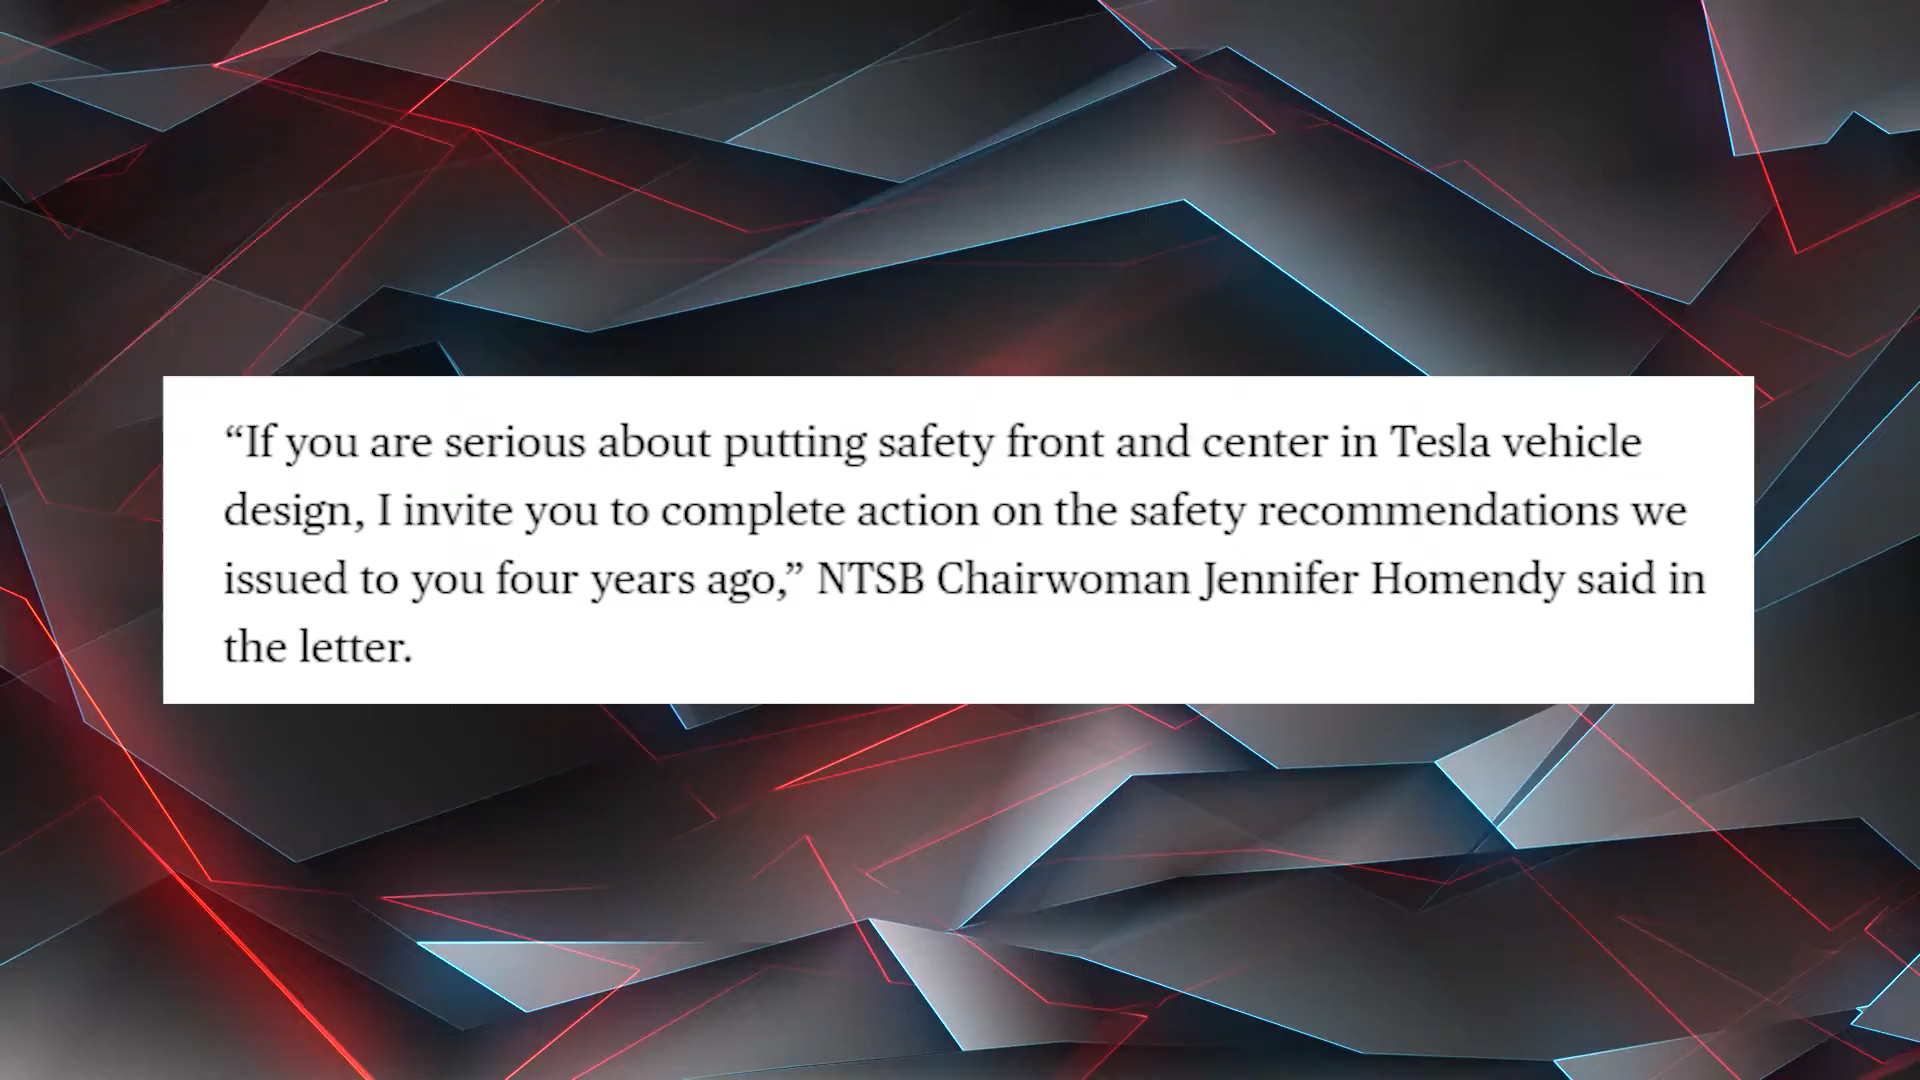 “If you are serious about putting safety front and center in Tesla vehicle
design, I invite you to complete action on the safety recommendations we
issued to you four years ago,” NTSB Chairwoman Jennifer Homendy said in
the letter.